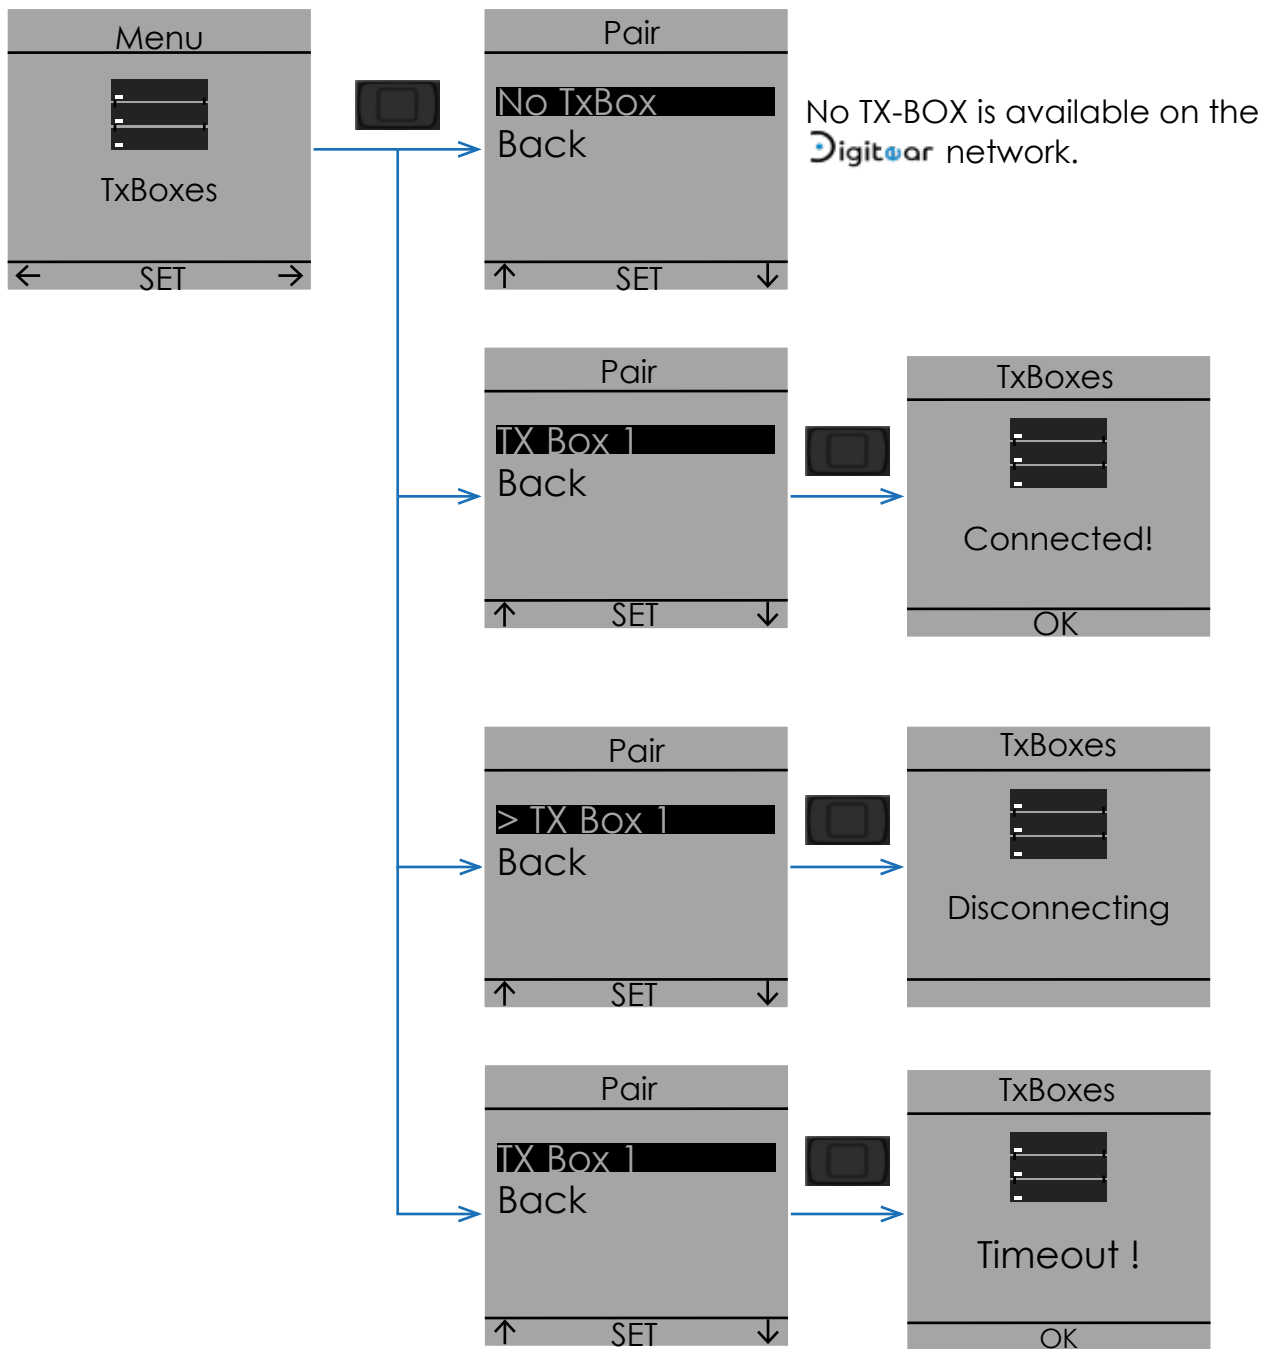 Menu
TxBoxes
← SET →
Pair
No TxBox
Back
↑ SET ↓
No TX-BOX is available on the
Digitear network.
Pair
TX Box 1
Back
↑ SET ↓
TxBoxes
Connected!
OK
Pair
> TX Box 1
Back
↑ SET ↓
TxBoxes
Disconnecting
Pair
TX Box 1
Back
↑ SET ↓
TxBoxes
Timeout !
OK